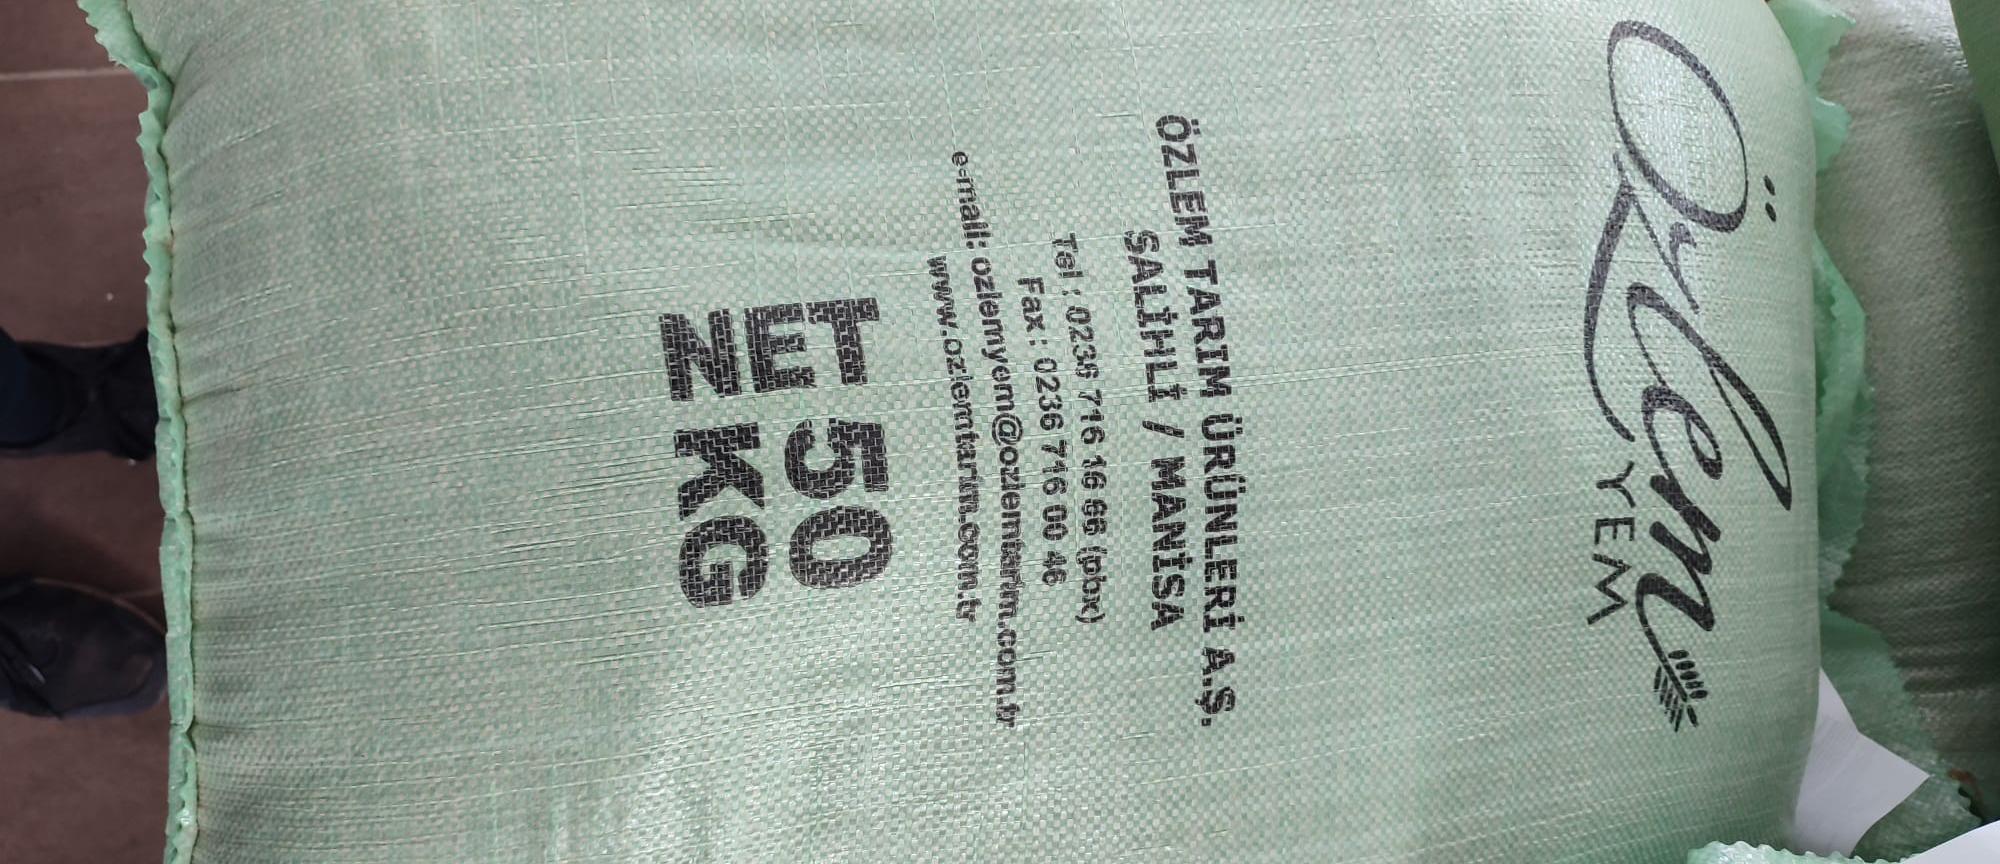 Özlem
YEM
ÖZLEM TARIM ÜRÜNLERİ A.Ş.
SALİHLİ / MANİSA
Tel : 0236 716 16 66 (pbx)
Fax : 0236 716 00 46
e-mail: ozlemyem@ozlemtarim.com.tr
www.ozlemtarim.com.tr
NET 50
KG